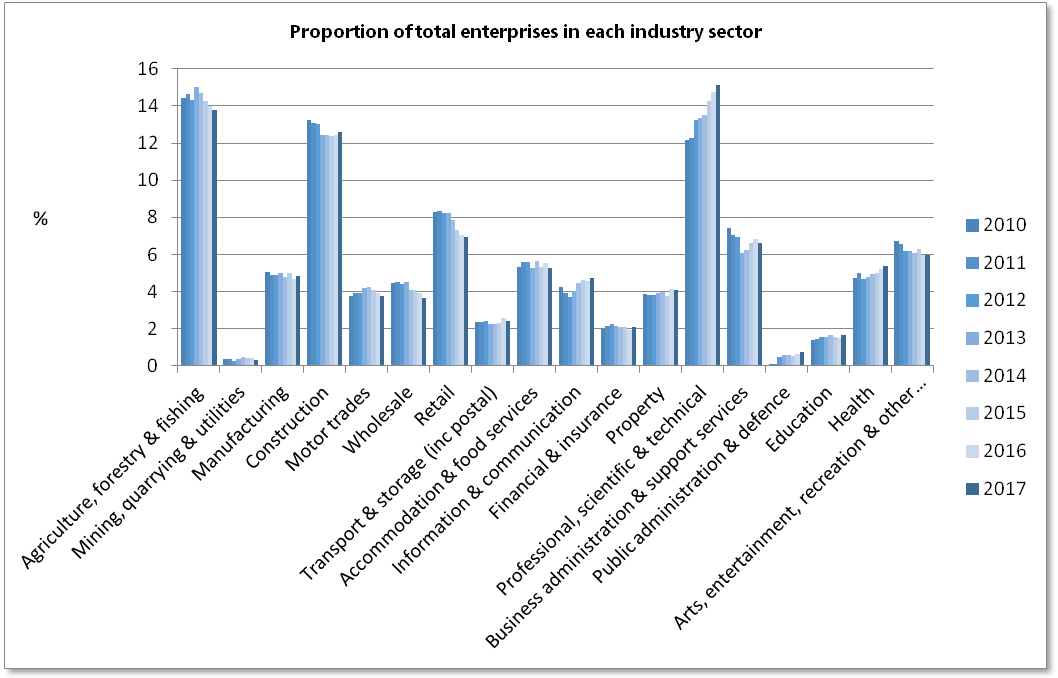 Proportion of total enterprises in each industry sector
16
14
12
10
8
6
4
2
0
%
Agriculture, forestry & fishing
Mining, quarrying & utilities
Manufacturing
Construction
Motor trades
Wholesale
Retail
Transport & storage (inc postal)
Accommodation & food services
Information & communication
Financial & insurance
Property
Professional, scientific & technical
Business administration & support services
Public administration & defence
Education
Health
Arts, entertainment, recreation & other...
2010
2011
2012
2013
2014
2015
2016
2017